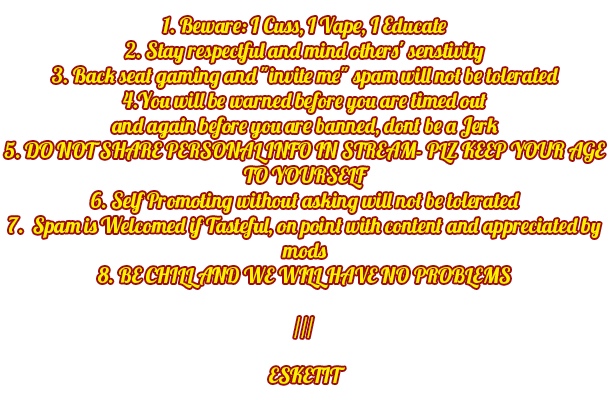 1. Beware: I Cuss, I Vape, I Educate
2. Stay respectful and mind others' senstivity
3. Back seat gaming and "invite me" spam will not be tolerated
4.You will be warned before you are timed out
and again before you are banned, dont be a Jerk
5. DO NOT SHARE PERSONAL INFO IN STREAM- PLZ KEEP YOUR AGE
TO YOURSELF
6. Self Promoting without asking will not be tolerated
7. Spam is Welcomed if Tasteful, on point with content and appreciated by
mods
8. BE CHILL AND WE WILL HAVE NO PROBLEMS
|||
ESKETIT